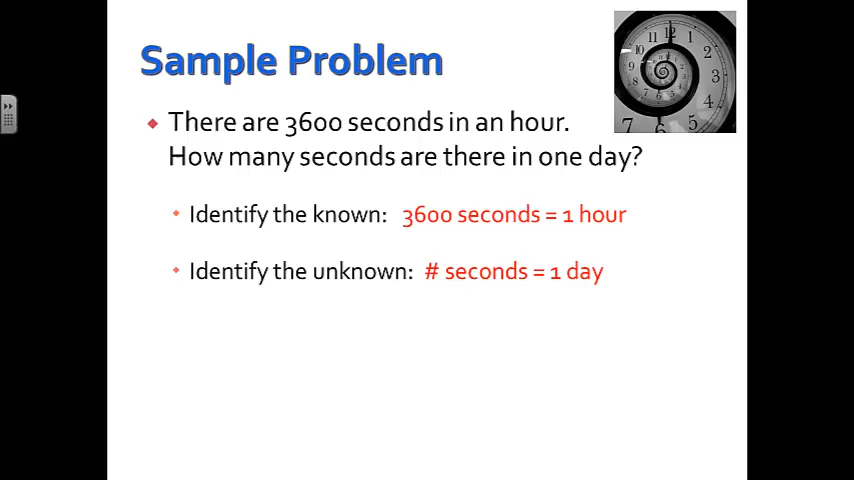 Sample Problem
There are 3600 seconds in an hour.
How many seconds are there in one day?
Identify the known: 3600 seconds = 1 hour
Identify the unknown: # seconds = 1 day